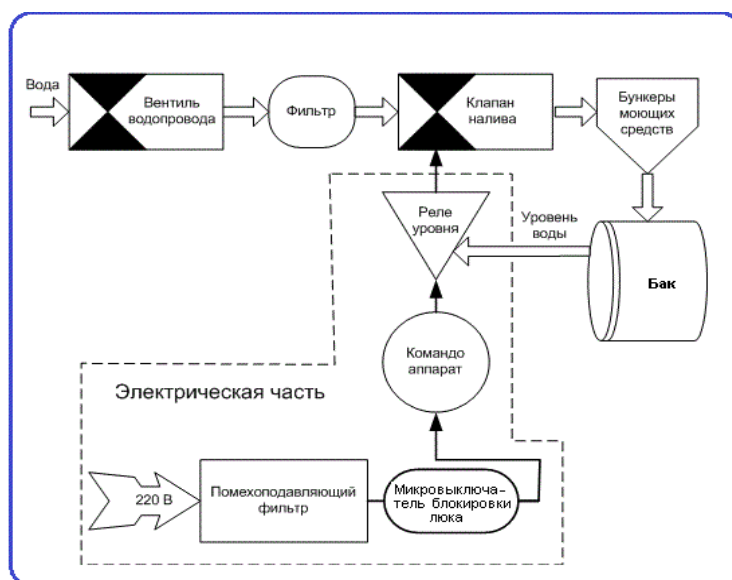 Вода
Вентиль
водопровода
Фильтр
Клапан
налива
Бункеры
моющих
средств
Реле
уровня
Уровень
воды
Бак
Командо
аппарат
Электрическая часть
220 В
Помехоподавляющий
фильтр
Микровыключа-
тель блокировки
люка